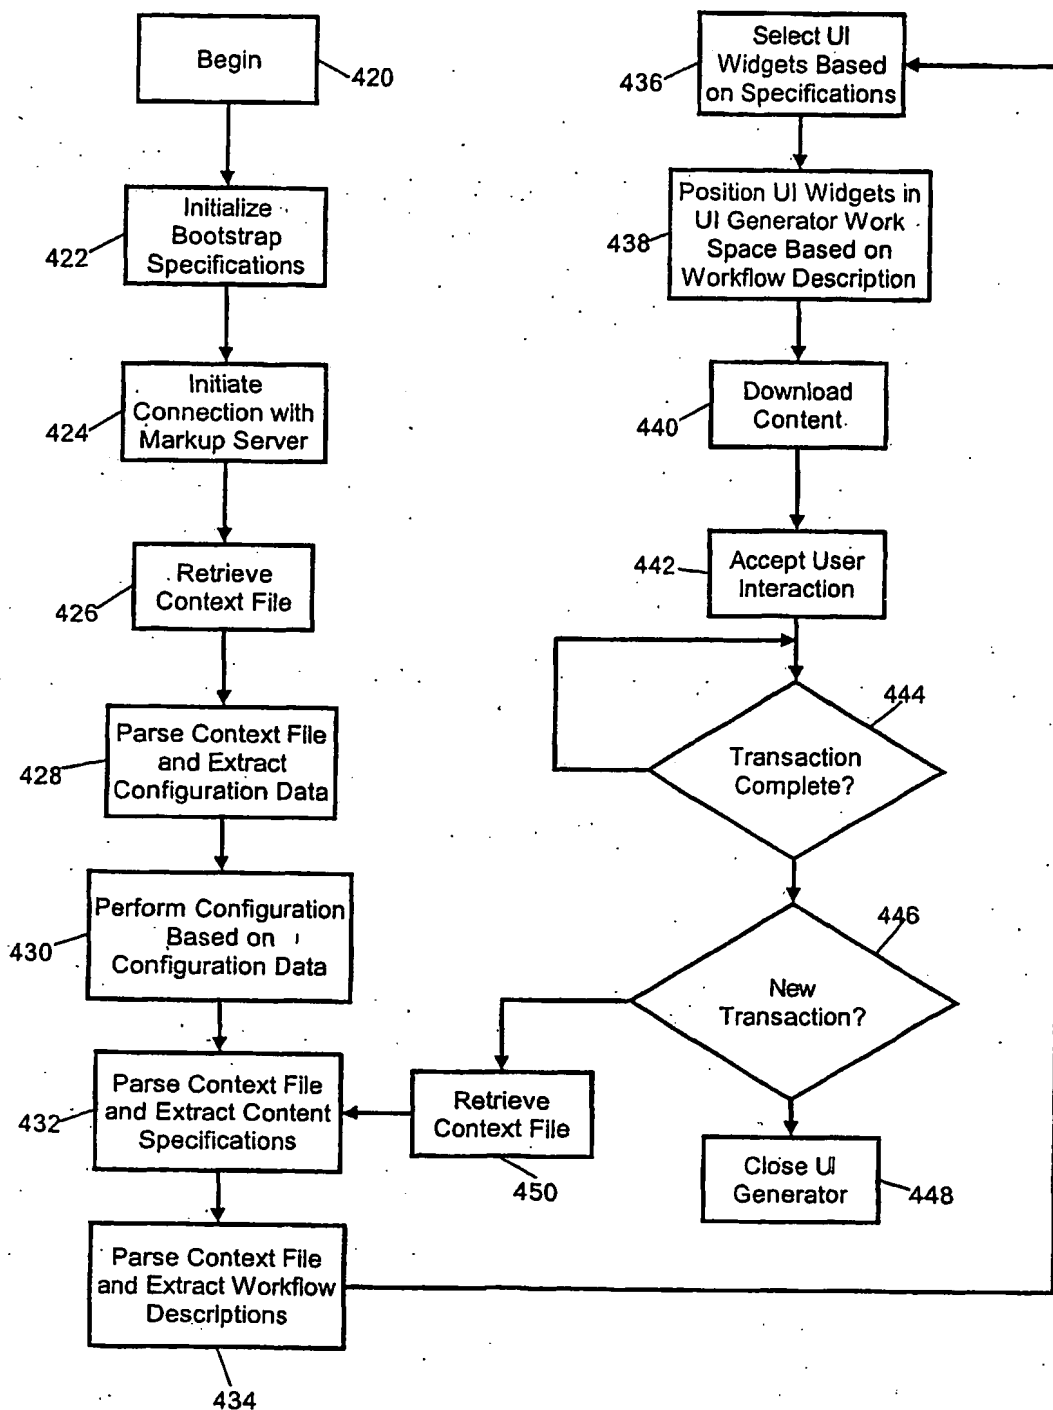 Begin
420
Initialize
Bootstrap
Specifications
422
Initiate
Connection with
Markup Server
424
Retrieve
Context File
426
Parse Context File
and Extract
Configuration Data
428
Perform Configuration
Based on
Configuration Data
430
Parse Context File
and Extract Content
Specifications
432
Parse Context File
and Extract Workflow
Descriptions
434
Select UI
Widgets Based
on Specifications
436
Position UI Widgets in
UI Generator Work
Space Based on
Workflow Description
438
Download
Content
440
Accept User
Interaction
442
Transaction
Complete?
444
New
Transaction?
446
Close UI
Generator
448
Retrieve
Context File
450